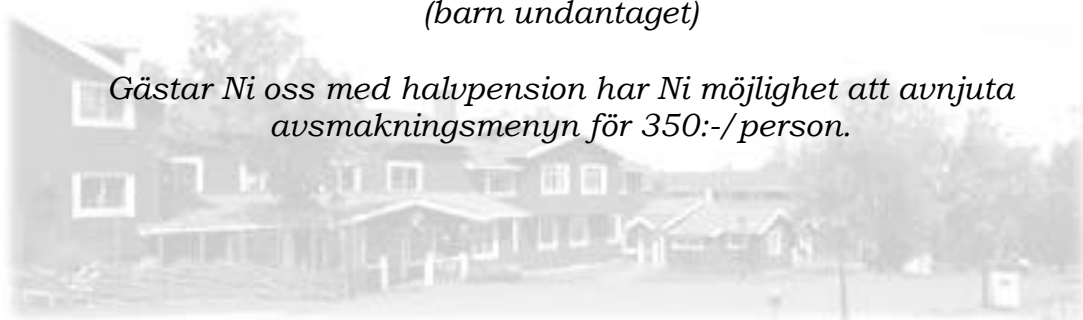 (barn undantaget)
Gästar Ni oss med halvpension har Ni möjlighet att avnjuta
avsmakningsmenyn för 350:-/person.